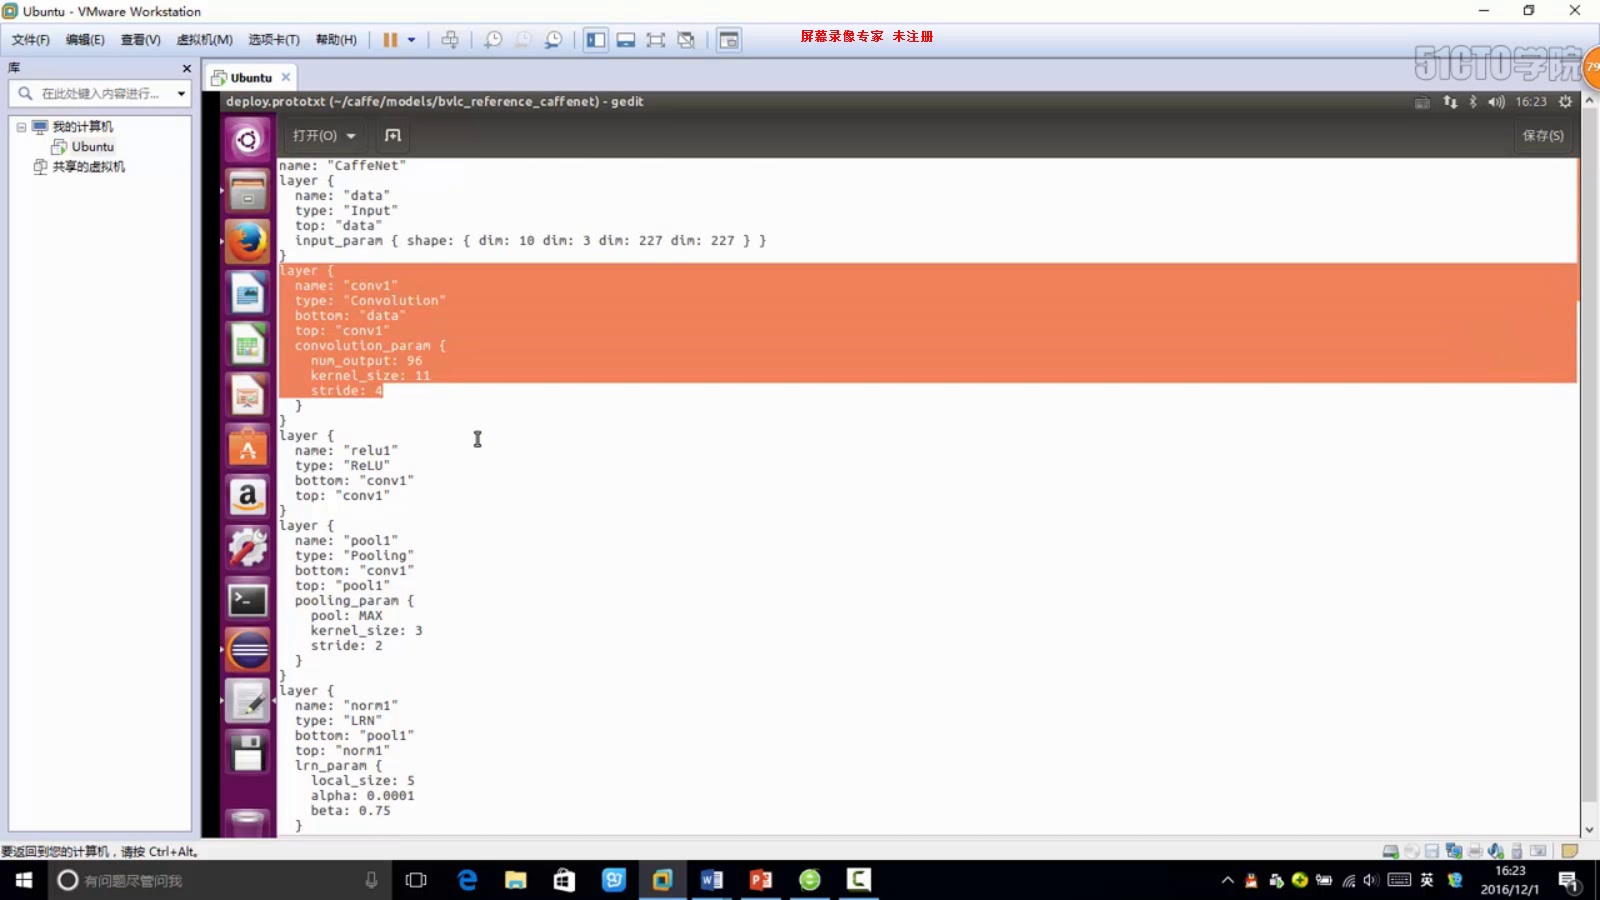 Ubuntu - VMware Workstation
文件(F) 编辑(E) 查看(V) 虚拟机(M) 选项卡(T) 帮助(H)
屏幕录像专家 未注册
51CTO学院
79
库
Ubuntu
在此处键入内容进行...
我的计算机
Ubuntu
共享的虚拟机
deploy.prototxt (~/caffe/models/bvlc_reference_caffenet) - gedit
16:23
打开(O)
保存(S)
name: "CaffeNet"
layer {
  name: "data"
  type: "Input"
  top: "data"
  input_param { shape: { dim: 10 dim: 3 dim: 227 dim: 227 } }
}
layer {
  name: "conv1"
  type: "Convolution"
  bottom: "data"
  top: "conv1"
  convolution_param {
    num_output: 96
    kernel_size: 11
    stride: 4
  }
}
layer {
  name: "relu1"
  type: "ReLU"
  bottom: "conv1"
  top: "conv1"
}
layer {
  name: "pool1"
  type: "Pooling"
  bottom: "conv1"
  top: "pool1"
  pooling_param {
    pool: MAX
    kernel_size: 3
    stride: 2
  }
}
layer {
  name: "norm1"
  type: "LRN"
  bottom: "pool1"
  top: "norm1"
  lrn_param {
    local_size: 5
    alpha: 0.0001
    beta: 0.75
  }
要返回到您的计算机，请按 Ctrl+Alt。
有问题尽管问我
英
16:23
2016/12/1
1